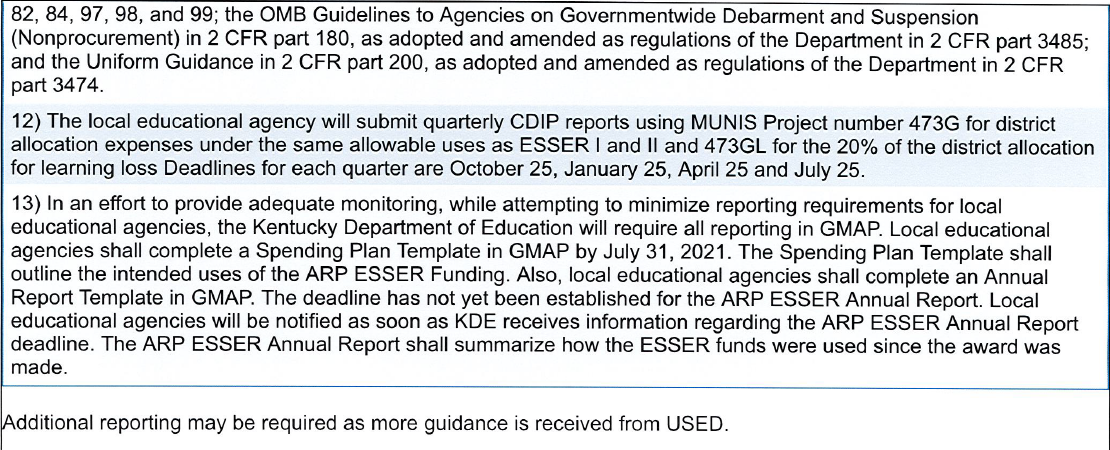 82, 84, 97, 98, and 99; the OMB Guidelines to Agencies on Governmentwide Debarment and Suspension
(Nonprocurement) in 2 CFR part 180, as adopted and amended as regulations of the Department in 2 CFR part 3485;
and the Uniform Guidance in 2 CFR part 200, as adopted and amended as regulations of the Department in 2 CFR
part 3474.
12) The local educational agency will submit quarterly CDIP reports using MUNIS Project number 473G for district
allocation expenses under the same allowable uses as ESSER I and II and 473GL for the 20% of the district allocation
for learning loss Deadlines for each quarter are October 25, January 25, April 25 and July 25.
13) In an effort to provide adequate monitoring, while attempting to minimize reporting requirements for local
educational agencies, the Kentucky Department of Education will require all reporting in GMAP. Local educational
agencies shall complete a Spending Plan Template in GMAP by July 31, 2021. The Spending Plan Template shall
outline the intended uses of the ARP ESSER Funding. Also, local educational agencies shall complete an Annual
Report Template in GMAP. The deadline has not yet been established for the ARP ESSER Annual Report. Local
educational agencies will be notified as soon as KDE receives information regarding the ARP ESSER Annual Report
deadline. The ARP ESSER Annual Report shall summarize how the ESSER funds were used since the award was
made.
Additional reporting may be required as more guidance is received from USED.